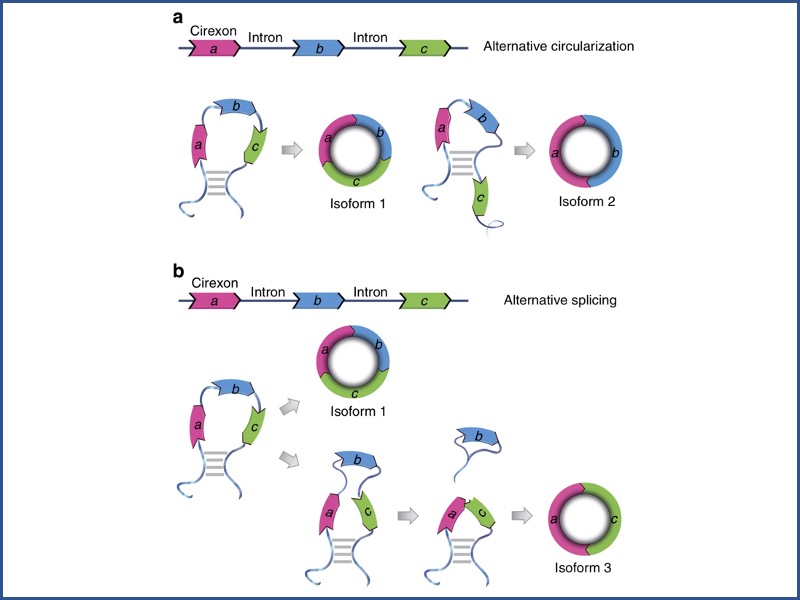 a
Cirexon
Intron
Intron
a
b
c
Alternative circularization
b
a
c
a
b
c
Isoform 1
a
b
c
a
b
Isoform 2
b
Cirexon
Intron
Intron
a
b
c
Alternative splicing
a
b
c
Isoform 1
b
a
c
b
a
c
b
a
c
a
c
Isoform 3